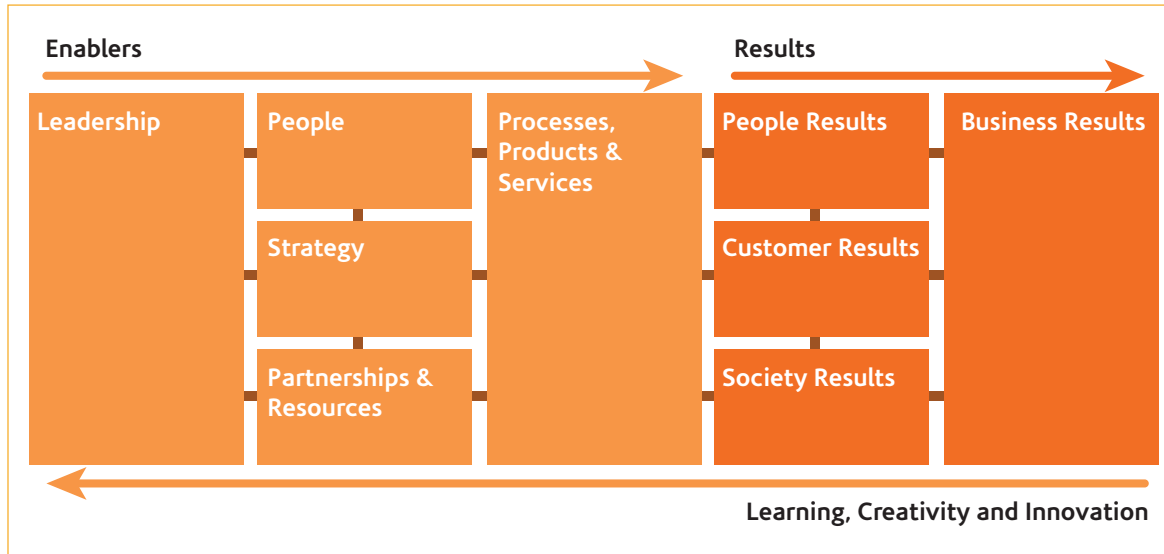 Enablers
Results
Leadership
People
Processes,
Products &
Services
People Results
Business Results
Strategy
Customer Results
Partnerships &
Resources
Society Results
Learning, Creativity and Innovation